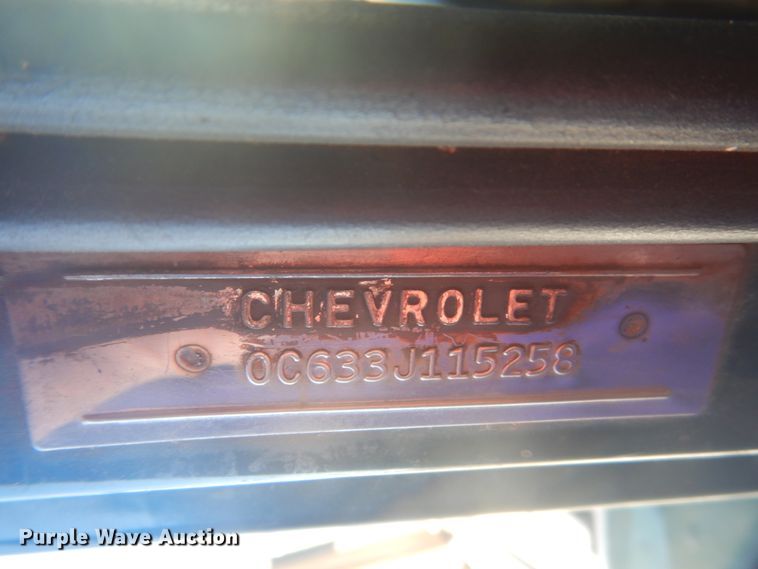 CHEVROLET
0C633J115258
Purple Wave Auction